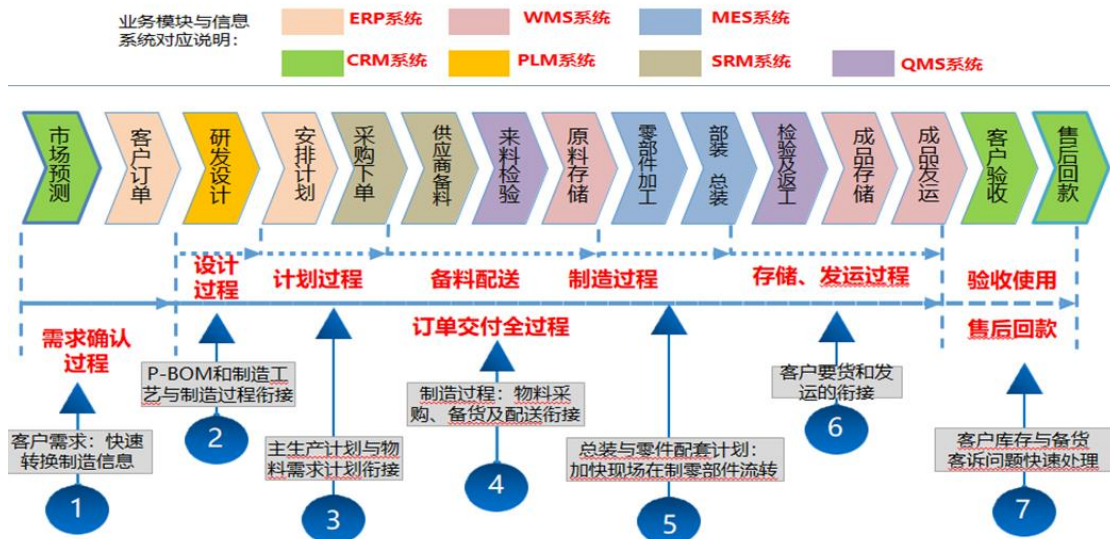 业务模块与信息
系统对应说明：
ERP系统
WMS系统
MES系统
CRM系统
PLM系统
SRM系统
QMS系统
市场预测
客户订单
研发设计
安排计划
采购下单
供应商备料
来料检验
原料存储
零部件加工
部装 总装
检验及返工
成品存储
成品发运
客户验收
售后回款
设计
过程
计划过程
备料配送
制造过程
存储、发运过程
验收使用
需求确认
过程
订单交付全过程
售后回款
P-BOM和制造工
艺与制造过程衔接
制造过程：物料采
购、备货及配送衔接
客户要货和发
运的衔接
客户需求：快速
转换制造信息
主生产计划与物
料需求计划衔接
总装与零件配套计划：
加快现场在制零部件流转
客户库存与备货
客诉问题快速处理
1
2
3
4
5
6
7